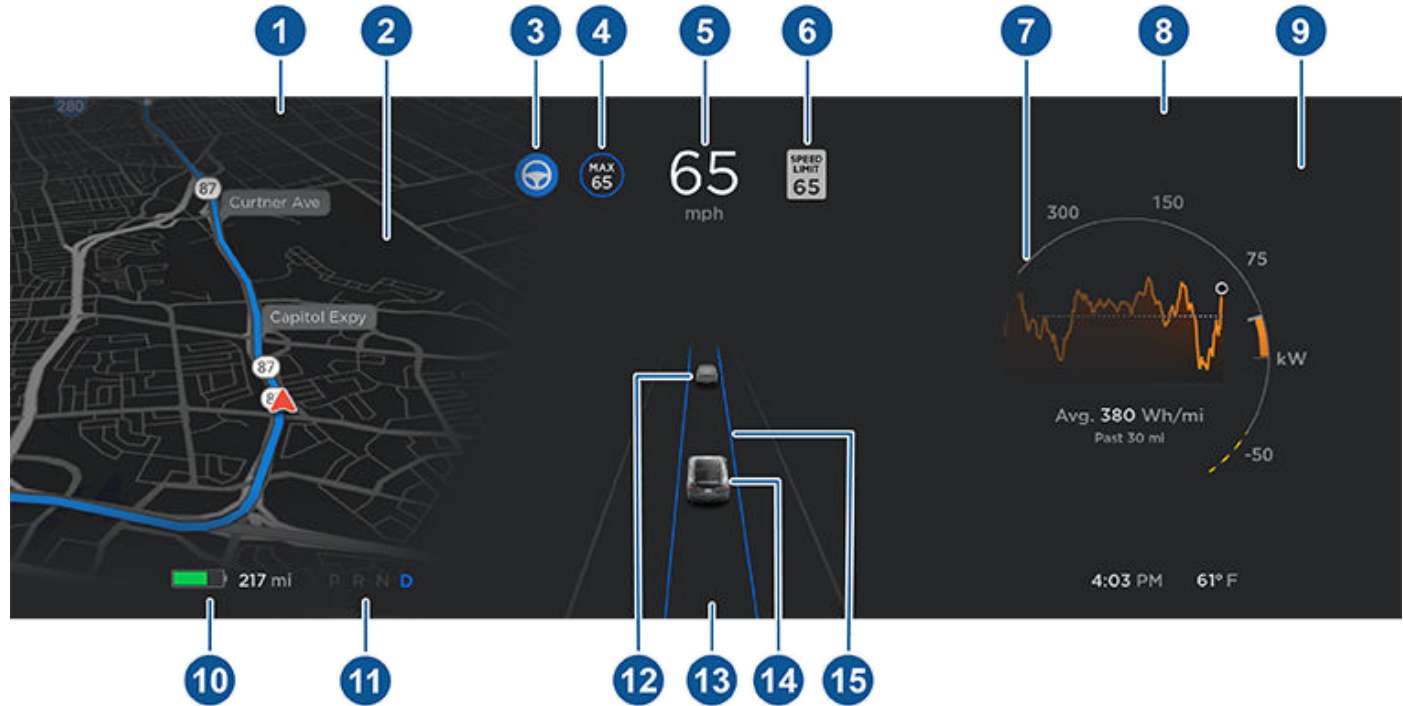 1 2 3 4 5 6 7 8 9
280
87
Curtner Ave
Capitol Expy
87
8
217 mi
P R N D
MAX
65
65
mph
SPEED
LIMIT
65
300 150
75
kW
-50
Avg. 380 Wh/mi
Past 30 mi
4:03 PM 61° F
10 11 12 13 14 15